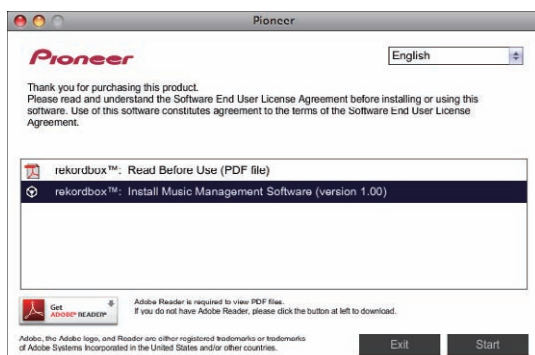 Pioneer
Pioneer
English
Thank you for purchasing this product.
Please read and understand the Software End User License Agreement before installing or using this
software. Use of this software constitutes agreement to the terms of the Software End User License
Agreement.
rekordbox™: Read Before Use (PDF file)
rekordbox™: Install Music Management Software (version 1.00)
Get
ADOBE® READER®
Adobe Reader is required to view PDF files.
If you do not have Adobe Reader, please click the button at left to download.
Adobe, the Adobe logo, and Reader are either registered trademarks or trademarks
of Adobe Systems Incorporated in the United States and/or other countries.
Exit
Start